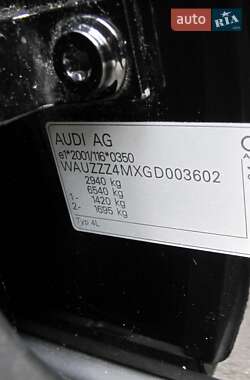 AUTO RIA
AUDI AG
e1*2001/116*0350
WAUZZZ4MXGD003602
2940 kg
6540 kg
1- 1420 kg
2- 1695 kg
Typ 4L